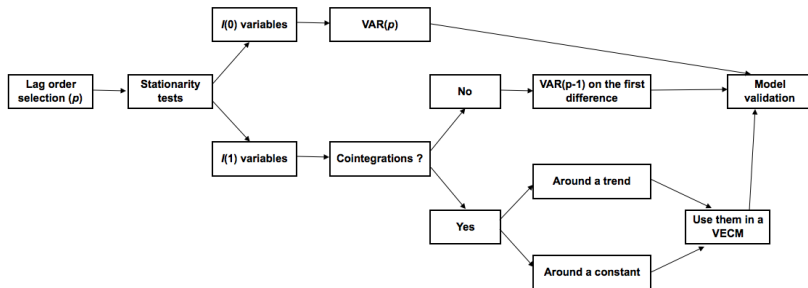 I(0) variables
VAR(p)
Lag order
selection (p)
Stationarity
tests
No
VAR(p-1) on the first
difference
Model
validation
I(1) variables
Cointegrations ?
Around a trend
Yes
Use them in a
VECM
Around a constant